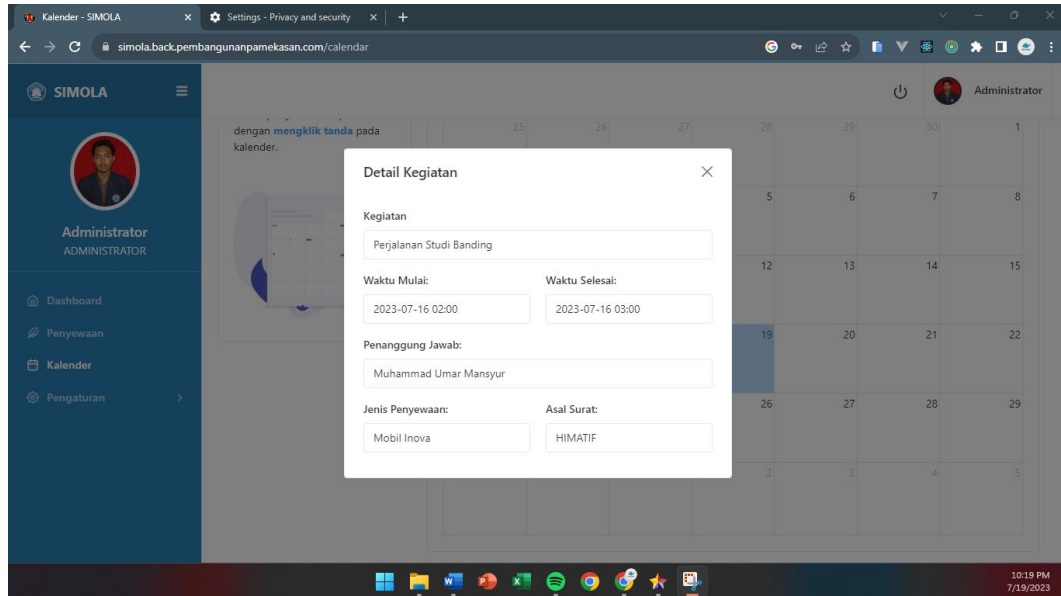 Kalender - SIMOLA
Settings - Privacy and security
simola.back.pembangunanpamekasan.com/calendar
SIMOLA
Administrator
Administrator
ADMINISTRATOR
Dashboard
Penyewaan
Kalender
Pengaturan
dengan mengklik tanda pada
kalender.
25 26 27 28 29 30 1
5 6 7 8
12 13 14 15
19 20 21 22
26 27 28 29
2 3 4 5
Detail Kegiatan
Kegiatan
Perjalanan Studi Banding
Waktu Mulai: Waktu Selesai:
2023-07-16 02:00 2023-07-16 03:00
Penanggung Jawab:
Muhammad Umar Mansyur
Jenis Penyewaan: Asal Surat:
Mobil Inova HIMATIF
10:19 PM
7/19/2023